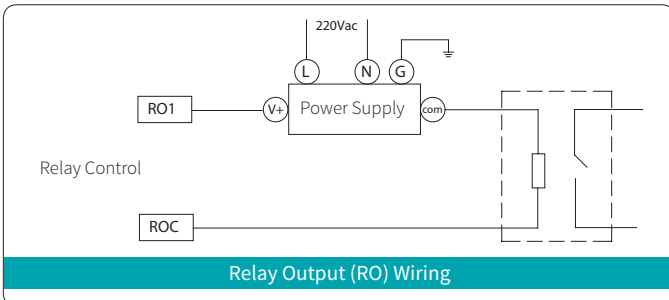 220Vac
L
N
G
RO1
V+
Power Supply
com
Relay Control
ROC
Relay Output (RO) Wiring